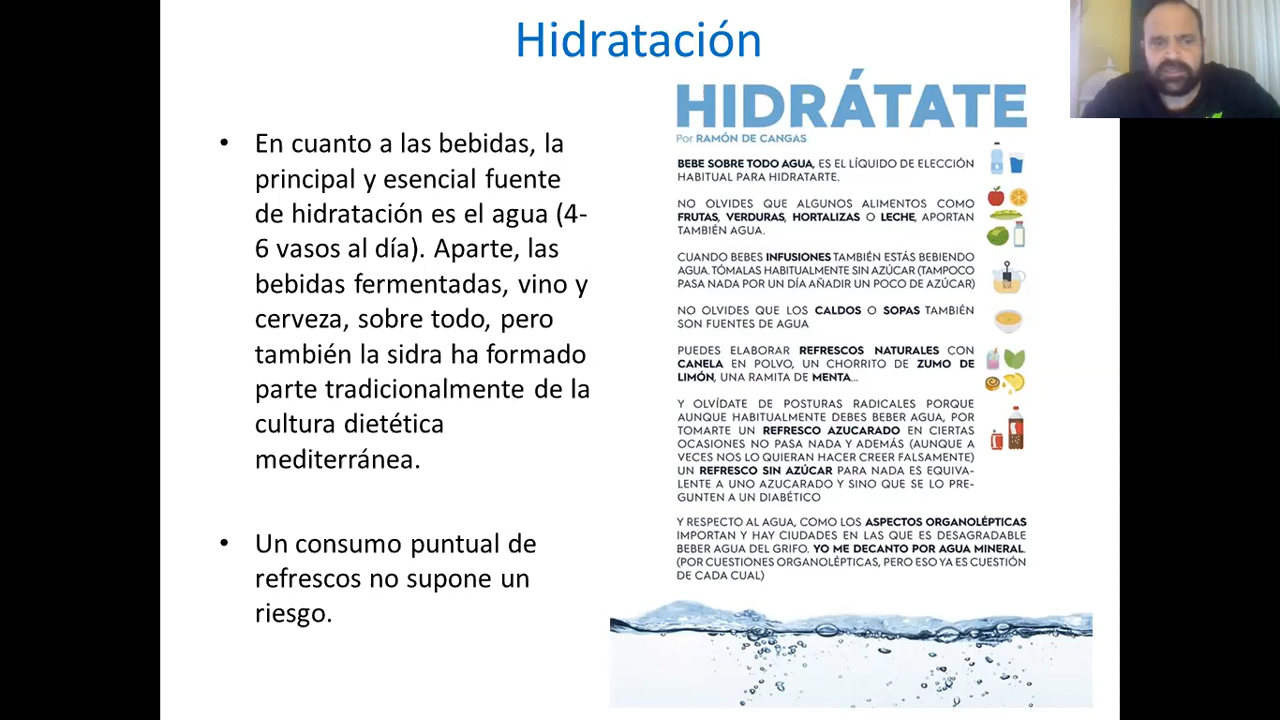 Hidratación
• En cuanto a las bebidas, la
principal y esencial fuente
de hidratación es el agua (4-
6 vasos al día). Aparte, las
bebidas fermentadas, vino y
cerveza, sobre todo, pero
también la sidra ha formado
parte tradicionalmente de la
cultura dietética
mediterránea.
• Un consumo puntual de
refrescos no supone un
riesgo.
HIDRÁTATE
Por RAMÓN DE CANGAS
BEBE SOBRE TODO AGUA, ES EL LÍQUIDO DE ELECCIÓN
HABITUAL PARA HIDRATARTE.
NO OLVIDES QUE ALGUNOS ALIMENTOS COMO
FRUTAS, VERDURAS, HORTALIZAS O LECHE, APORTAN
TAMBIÉN AGUA.
CUANDO BEBES INFUSIONES TAMBIÉN ESTÁS BEBIENDO
AGUA. TÓMALAS HABITUALMENTE SIN AZÚCAR (TAMPOCO
PASA NADA POR UN DÍA AÑADIR UN POCO DE AZÚCAR)
NO OLVIDES QUE LOS CALDOS O SOPAS TAMBIÉN
SON FUENTES DE AGUA
PUEDES ELABORAR REFRESCOS NATURALES CON
CANELA EN POLVO, UN CHORRITO DE ZUMO DE
LIMÓN, UNA RAMITA DE MENTA...
Y OLVÍDATE DE POSTURAS RADICALES PORQUE
AUNQUE HABITUALMENTE DEBES BEBER AGUA, POR
TOMARTE UN REFRESCO AZUCARADO EN CIERTAS
OCASIONES NO PASA NADA Y ADEMÁS (AUNQUE A
VECES NOS LO QUIERAN HACER CREER FALSAMENTE)
UN REFRESCO SIN AZÚCAR PARA NADA ES EQUIVA-
LENTE A UNO AZUCARADO Y SINO QUE SE LO PRE-
GUNTEN A UN DIABÉTICO
Y RESPECTO AL AGUA, COMO LOS ASPECTOS ORGANOLÉPTICAS
IMPORTAN Y HAY CIUDADES EN LAS QUE ES DESAGRADABLE
BEBER AGUA DEL GRIFO. YO ME DECANTO POR AGUA MINERAL.
(POR CUESTIONES ORGANOLÉPTICAS, PERO ESO YA ES CUESTIÓN
DE CADA CUAL)